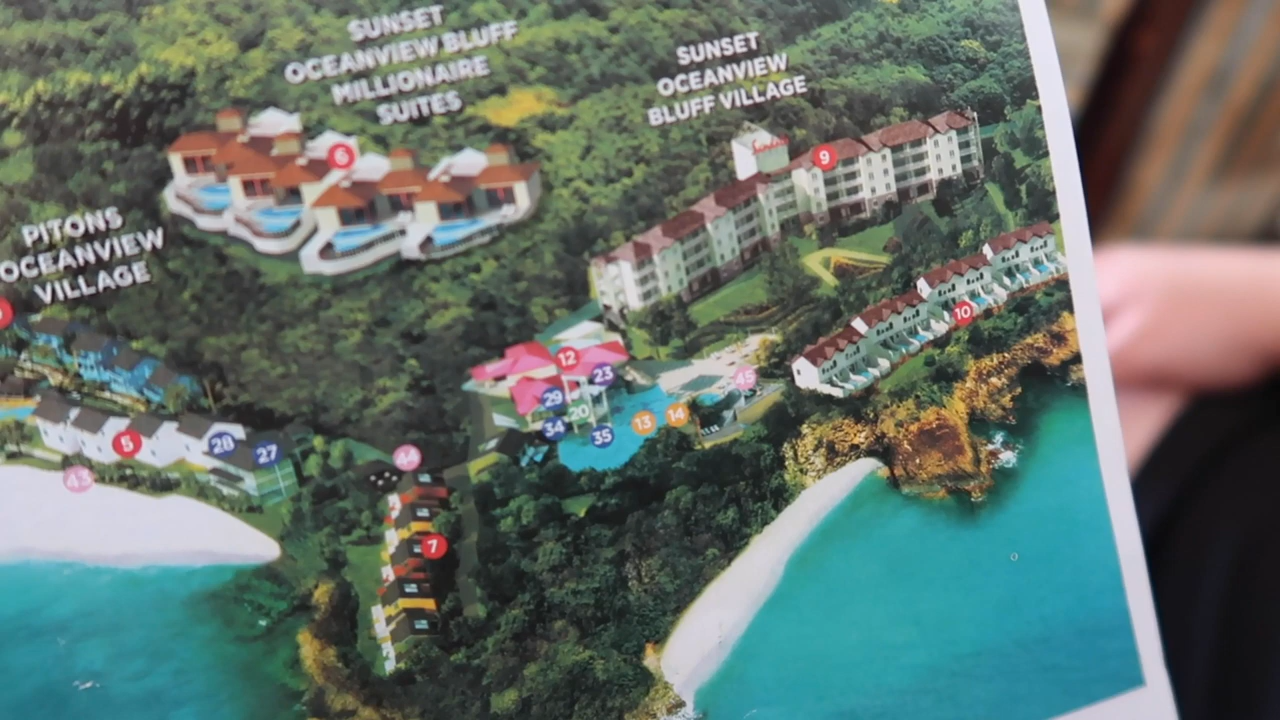 SUNSET
OCEANVIEW BLUFF
MILLIONAIRE
SUITES
SUNSET
OCEANVIEW
BLUFF VILLAGE
PITONS
OCEANVIEW
VILLAGE
6
9
10
12
23
29
20
34
35
13
14
45
5
28
27
43
44
7